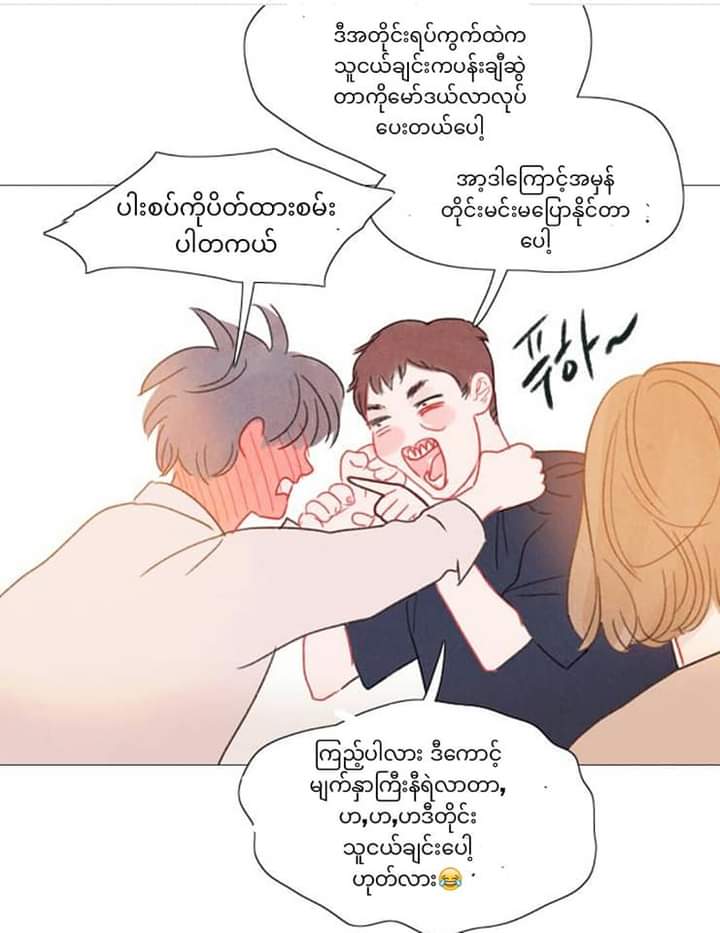 ဒီအတိုင်းရပ်ကွက်ထဲက
သူငယ်ချင်းကပန်းချီဆွဲ
တာကိုမော်ဒယ်လာလုပ်
ပေးတယ်ပေါ့
အာ့ဒါကြောင့်အမှန်
တိုင်းမင်းမပြောနိုင်တာ
ပေါ့
ပါးစပ်ကိုပိတ်ထားစမ်း
ပါတကယ်
푸하~
ကြည့်ပါလား ဒီကောင့်
မျက်နှာကြီးနီရဲလာတာ,
ဟာ,ဟ,ဟဒီတိုင်း
သူငယ်ချင်းပေါ့
ဟုတ်လား😂